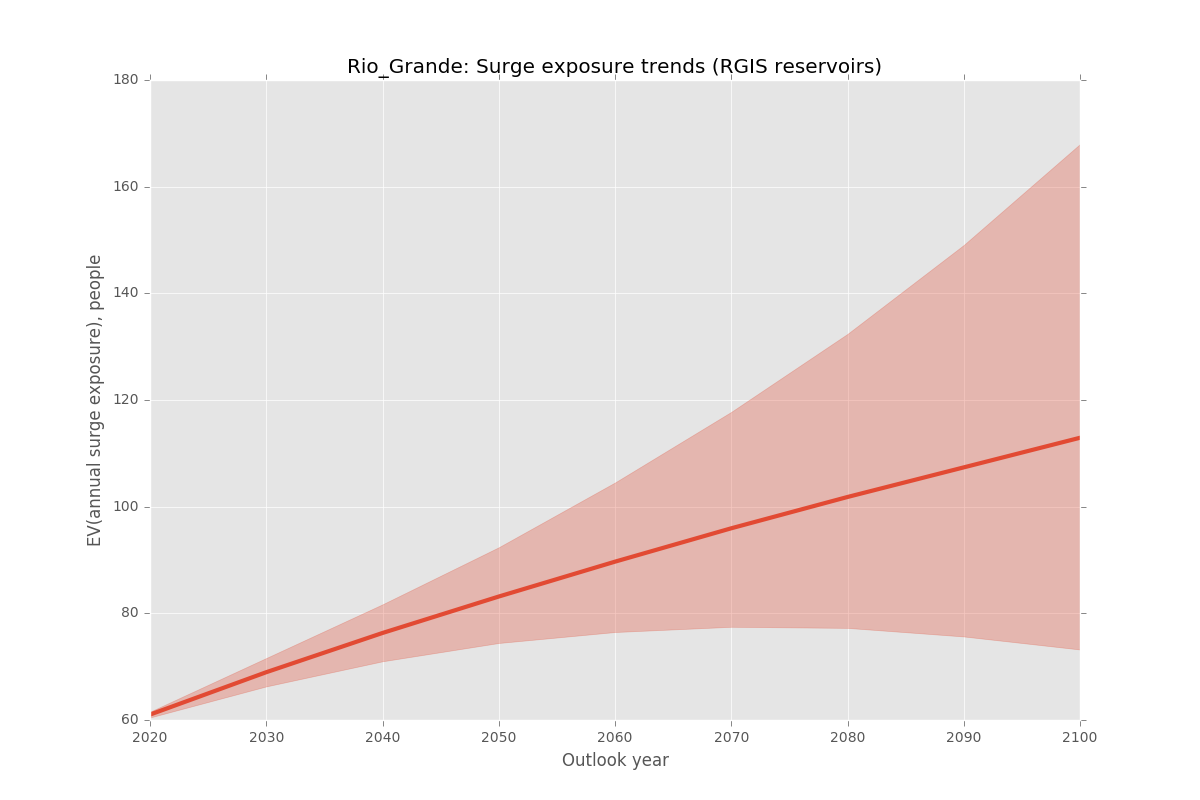 Rio_Grande: Surge exposure trends (RGIS reservoirs)
EV(annual surge exposure), people
180
160
140
120
100
80
60
2020 2030 2040 2050 2060 2070 2080 2090 2100
Outlook year